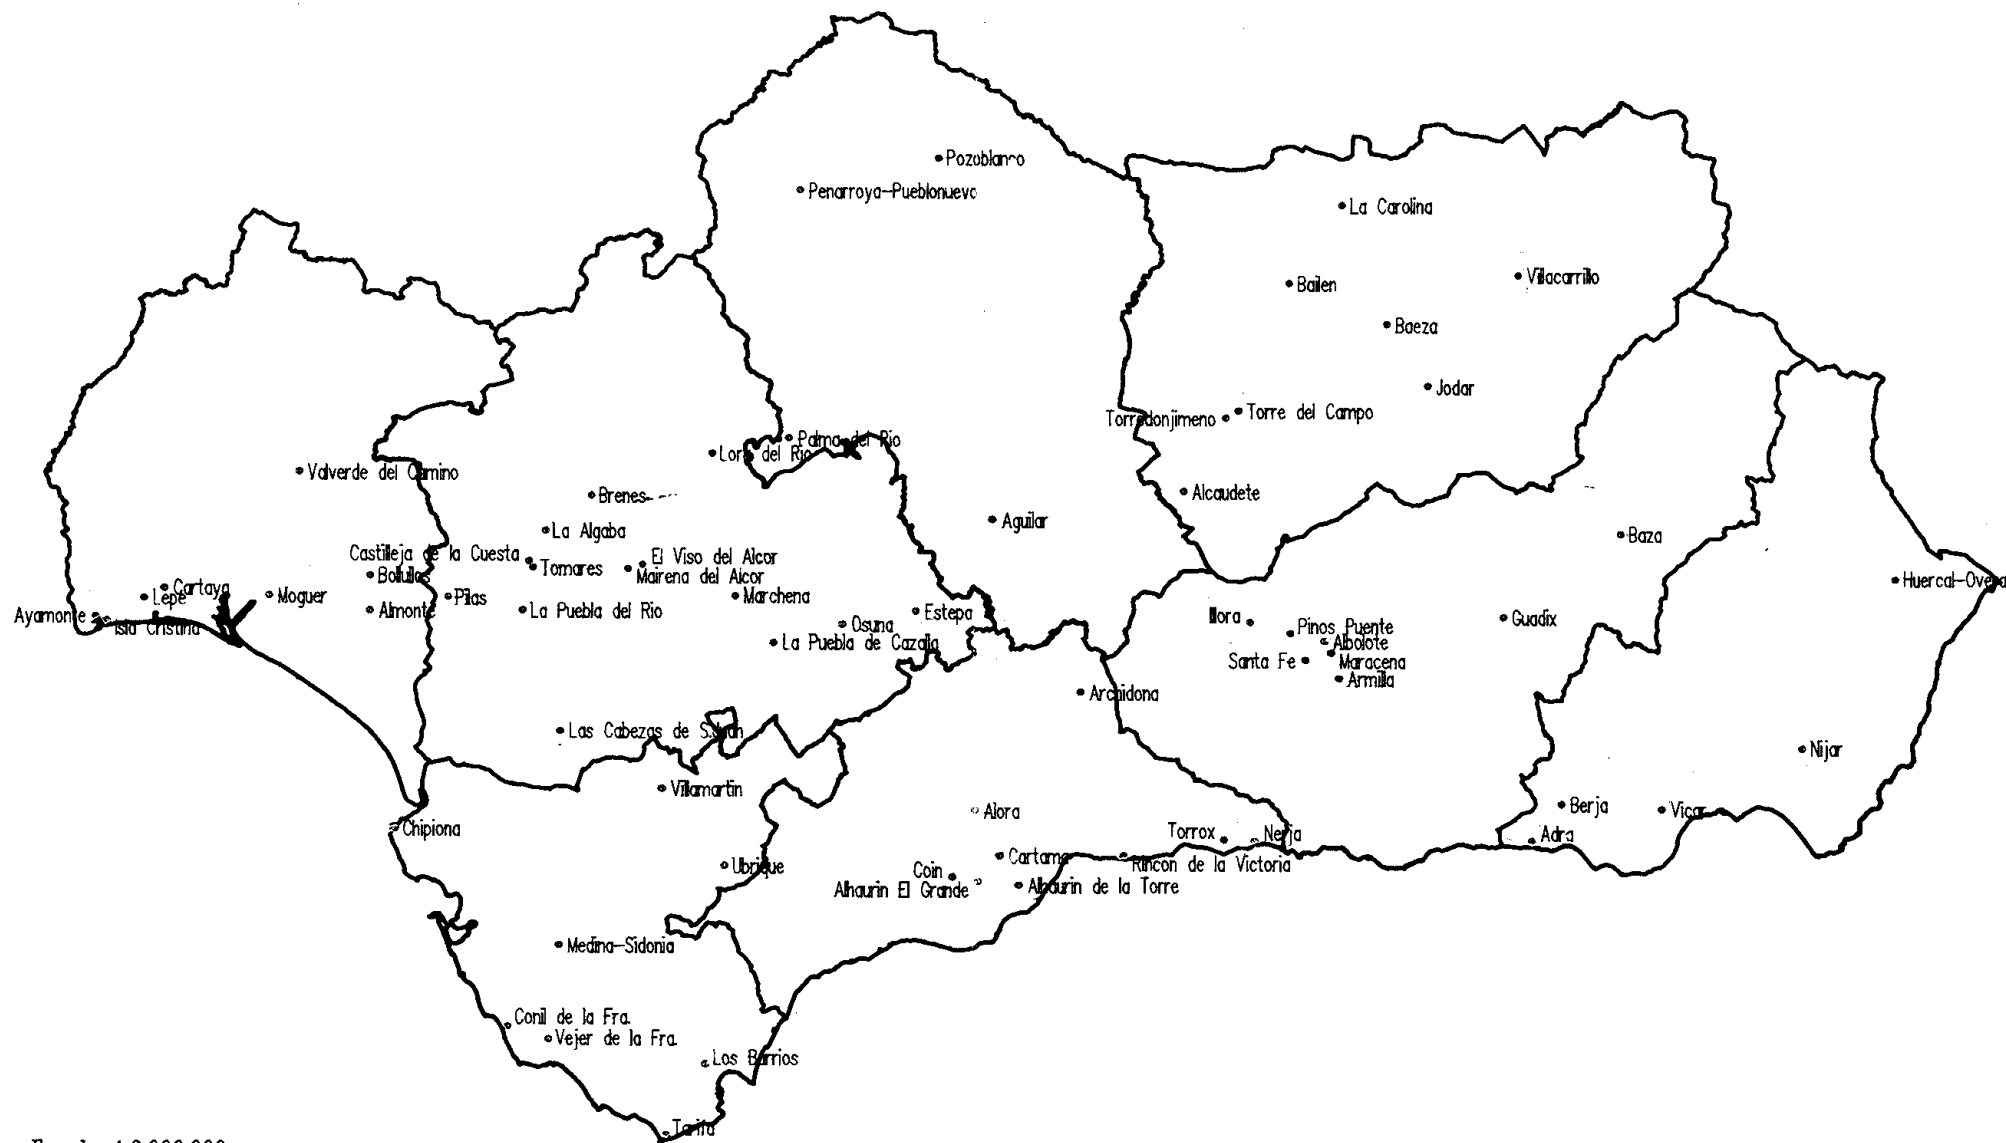 Pozoblanco
Penarroya-Pueblonuevo
La Carolina
Bailen
Villacarrillo
Baeza
Jodar
Torre del Campo
Torredonjimeno
Palma del Rio
Lora del Rio
Valverde del Camino
Brenes
Alcaudete
Aguilar
La Algaba
Baza
Castilleja de la Cuesta
El Viso del Alcor
Tomares
Mairena del Alcor
Bollullos
Huercal-Overa
Cartaya
Lepe
Moguer
Pilas
Marchena
Almonte
La Puebla del Rio
Estepa
Ayamonte
Isla Cristina
Osuna
Illora
Guadix
Pinos Puente
La Puebla de Cazalla
Albolote
Santa Fe
Maracena
Armilla
Archidona
Las Cabezas de S.Juan
Nijar
Villamartin
Berja
Vicar
Alora
Chipiona
Torrox
Nerja
Adra
Cartama
Rincon de la Victoria
Ubrique
Coin
Alhaurin El Grande
Alhaurin de la Torre
Medina-Sidonia
Conil de la Fra.
Vejer de la Fra.
Los Barrios
Tarifa